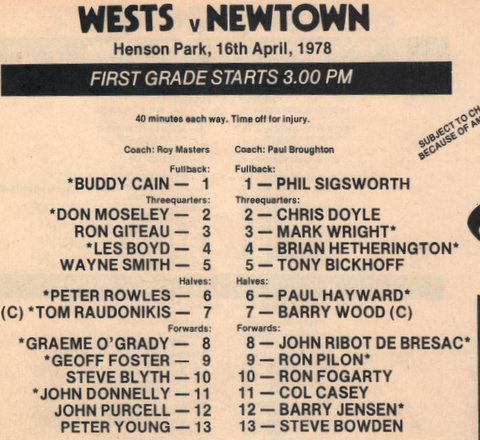 WESTS v NEWTOWN
Henson Park, 16th April, 1978
FIRST GRADE STARTS 3.00 PM
40 minutes each way. Time off for injury.
SUBJECT TO CH
BECAUSE OF AN
Coach: Roy Masters Coach: Paul Broughton
Fullback: Fullback:
*BUDDY CAIN — 1 1 — PHIL SIGSWORTH
Threequarters: Threequarters:
*DON MOSELEY — 2 2 — CHRIS DOYLE
RON GITEAU — 3 3 — MARK WRIGHT*
*LES BOYD — 4 4 — BRIAN HETHERINGTON*
WAYNE SMITH — 5 5 — TONY BICKHOFF
Halves: Halves:
*PETER ROWLES — 6 6 — PAUL HAYWARD*
(C) *TOM RAUDONIKIS — 7 7 — BARRY WOOD (C)
Forwards: Forwards:
*GRAEME O'GRADY — 8 8 — JOHN RIBOT DE BRESAC*
*GEOFF FOSTER — 9 9 — RON PILON*
STEVE BLYTH — 10 10 — RON FOGARTY
*JOHN DONNELLY — 11 11 — COL CASEY
JOHN PURCELL — 12 12 — BARRY JENSEN*
PETER YOUNG — 13 13 — STEVE BOWDEN